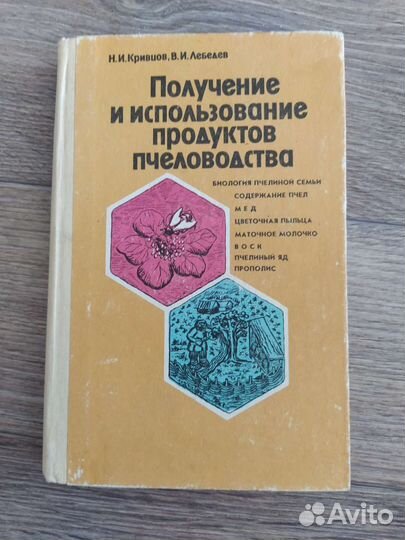 Н. И. Кривцов, В. И. Лебедев
Получение
и использование
продуктов
пчеловодства
БИОЛОГИЯ ПЧЕЛИНОЙ СЕМЬИ
СОДЕРЖАНИЕ ПЧЕЛ
МЕД
ЦВЕТОЧНАЯ ПЫЛЬЦА
МАТОЧНОЕ МОЛОЧКО
ВОСК
ПЧЕЛИНЫЙ ЯД
ПРОПОЛИС
Avito